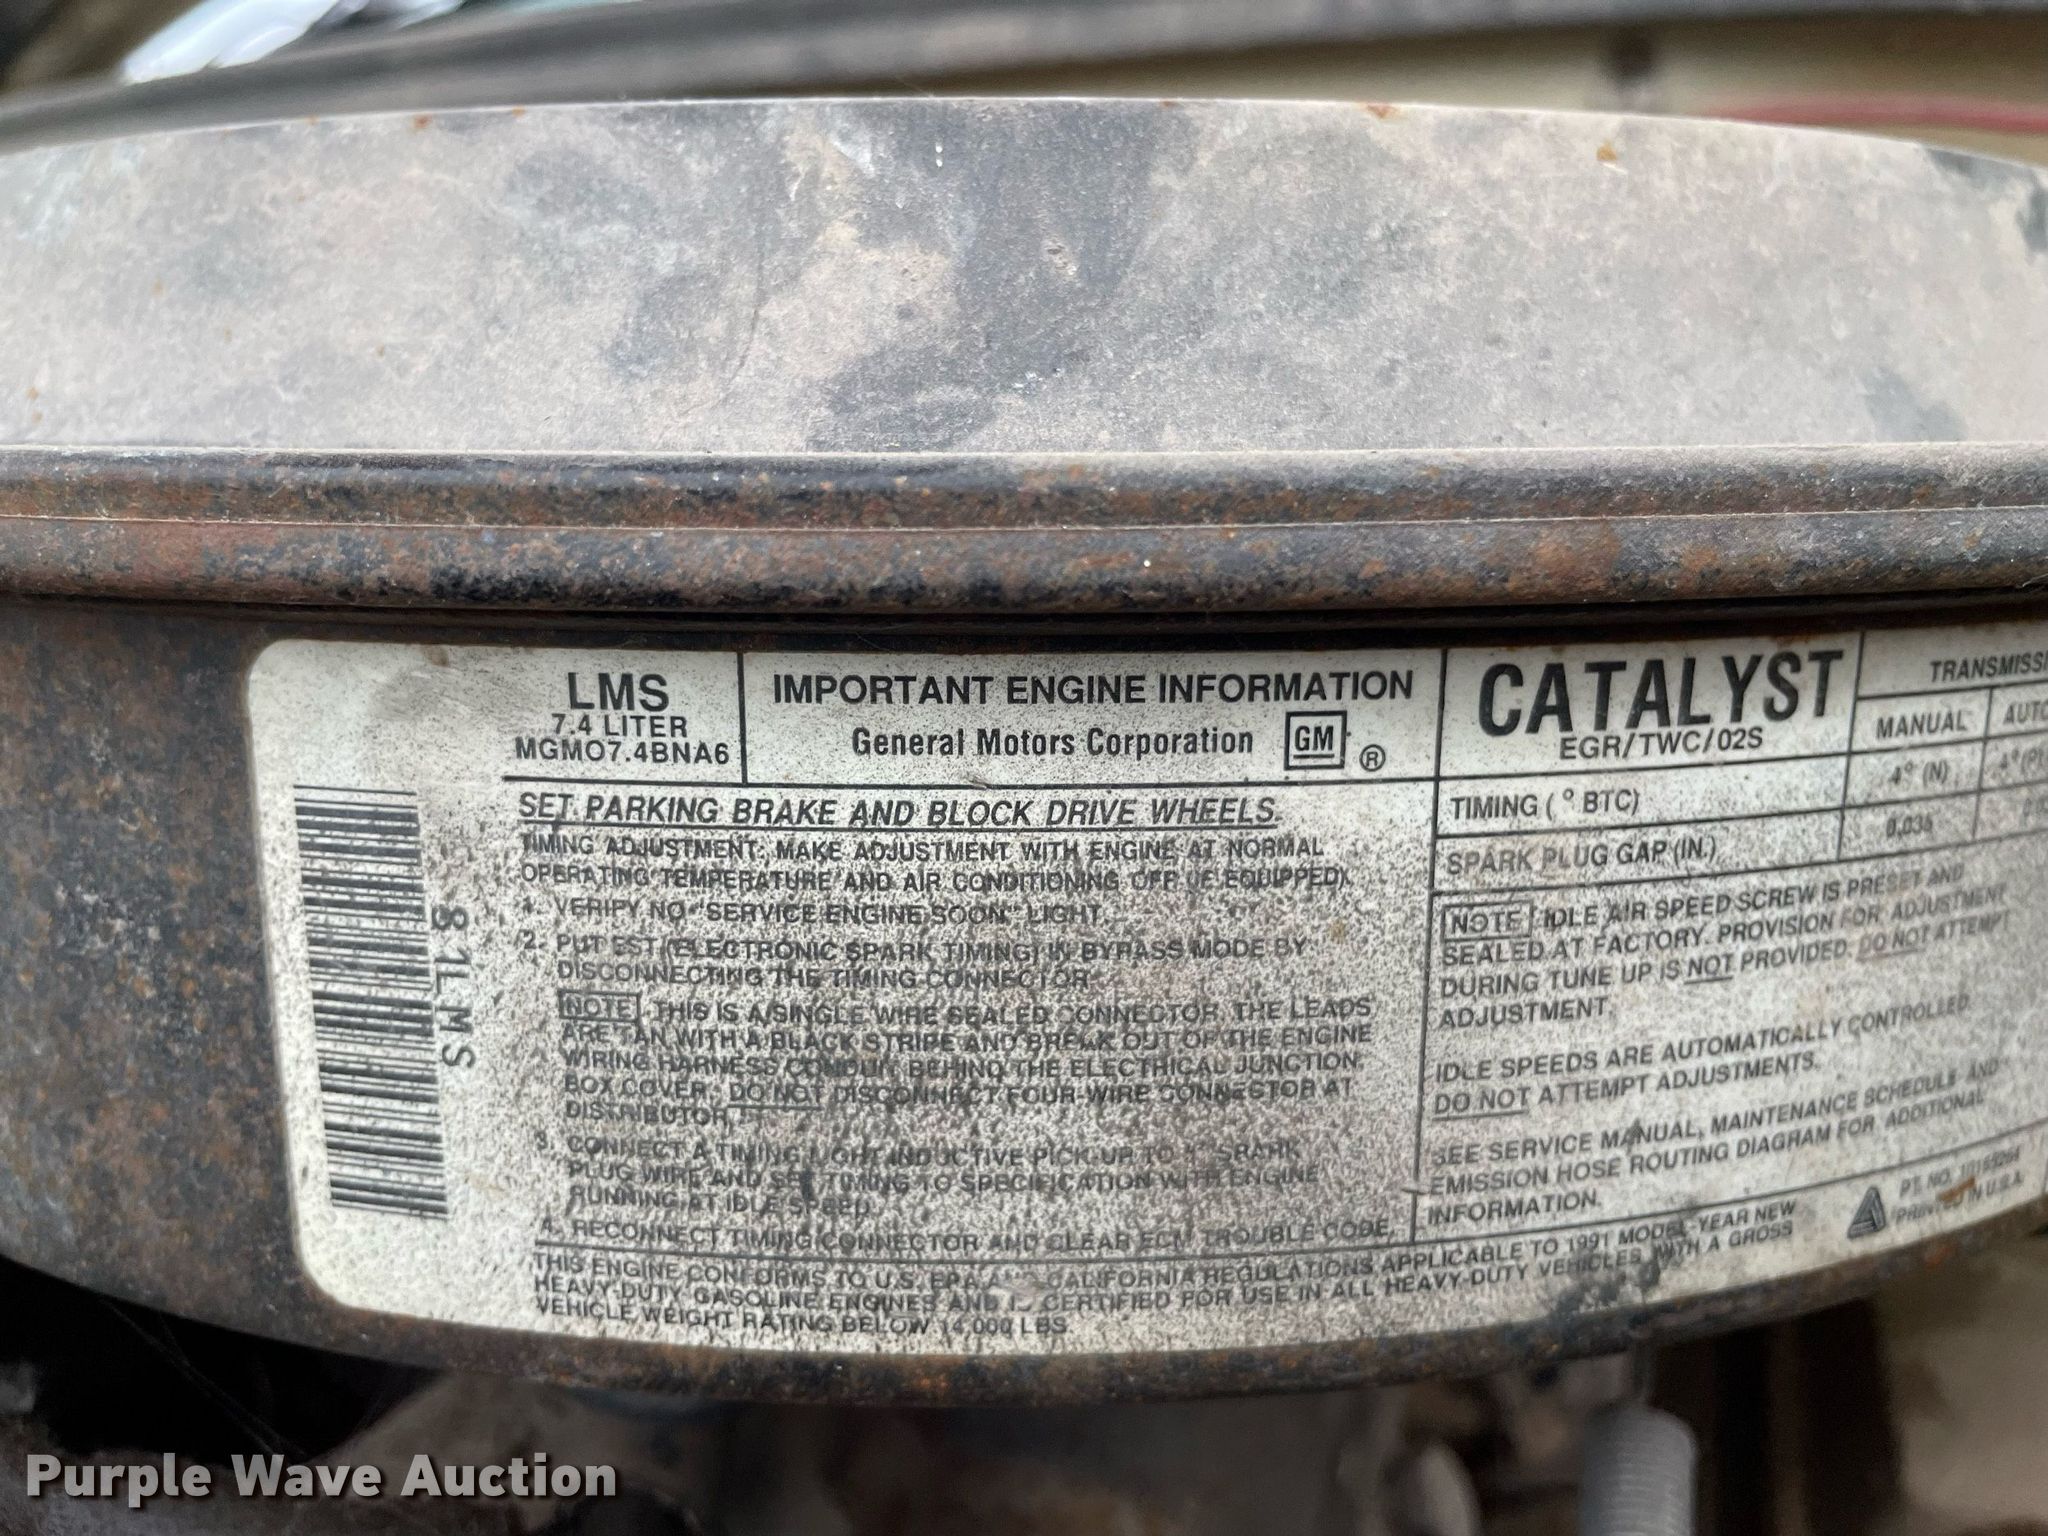 LMS
7.4 LITER
MGMO7.4BNA6
IMPORTANT ENGINE INFORMATION
General Motors Corporation GM ®
CATALYST
EGR/TWC/02S
TRANSMISSI
MANUAL AUTO
TIMING (°BTC) 4° (N) 4°
SPARK PLUG GAP (IN.) 0.035
81LMS
SET PARKING BRAKE AND BLOCK DRIVE WHEELS.
TIMING ADJUSTMENT: MAKE ADJUSTMENT WITH ENGINE AT NORMAL
OPERATING TEMPERATURE AND AIR CONDITIONING OFF (IF EQUIPPED).
1. VERIFY NO "SERVICE ENGINE SOON" LIGHT.
2. PUT EST (ELECTRONIC SPARK TIMING) IN BYPASS MODE BY
DISCONNECTING THE TIMING CONNECTOR.
NOTE THIS IS A SINGLE WIRE SEALED CONNECTOR. THE LEADS
ARE TAN WITH A BLACK STRIPE AND BREAK OUT OF THE ENGINE
WIRING HARNESS CONDUIT BEHIND THE ELECTRICAL JUNCTION
BOX COVER. DO NOT DISCONNECT FOUR-WIRE CONNECTOR AT
DISTRIBUTOR.
3. CONNECT A TIMING LIGHT INDUCTIVE PICK-UP TO "1" SPARK
PLUG WIRE AND SET TIMING TO SPECIFICATION WITH ENGINE
RUNNING AT IDLE SPEED.
4. RECONNECT TIMING CONNECTOR AND CLEAR ECM TROUBLE CODE.
NOTE IDLE AIR SPEED SCREW IS PRESET AND
SEALED AT FACTORY. PROVISION FOR ADJUSTMENT
DURING TUNE UP IS NOT PROVIDED. DO NOT ATTEMPT
ADJUSTMENT.
IDLE SPEEDS ARE AUTOMATICALLY CONTROLLED
DO NOT ATTEMPT ADJUSTMENTS.
SEE SERVICE MANUAL, MAINTENANCE SCHEDULE AND
EMISSION HOSE ROUTING DIAGRAM FOR ADDITIONAL
INFORMATION.
THIS ENGINE CONFORMS TO U.S. EPA AND CALIFORNIA REGULATIONS APPLICABLE TO 1991 MODEL-YEAR NEW
HEAVY-DUTY GASOLINE ENGINES AND IS CERTIFIED FOR USE IN ALL HEAVY-DUTY VEHICLES WITH A GROSS
VEHICLE WEIGHT RATING BELOW 14,000 LBS.
PT. NO.
PRINTED IN U.S.A.
Purple Wave Auction